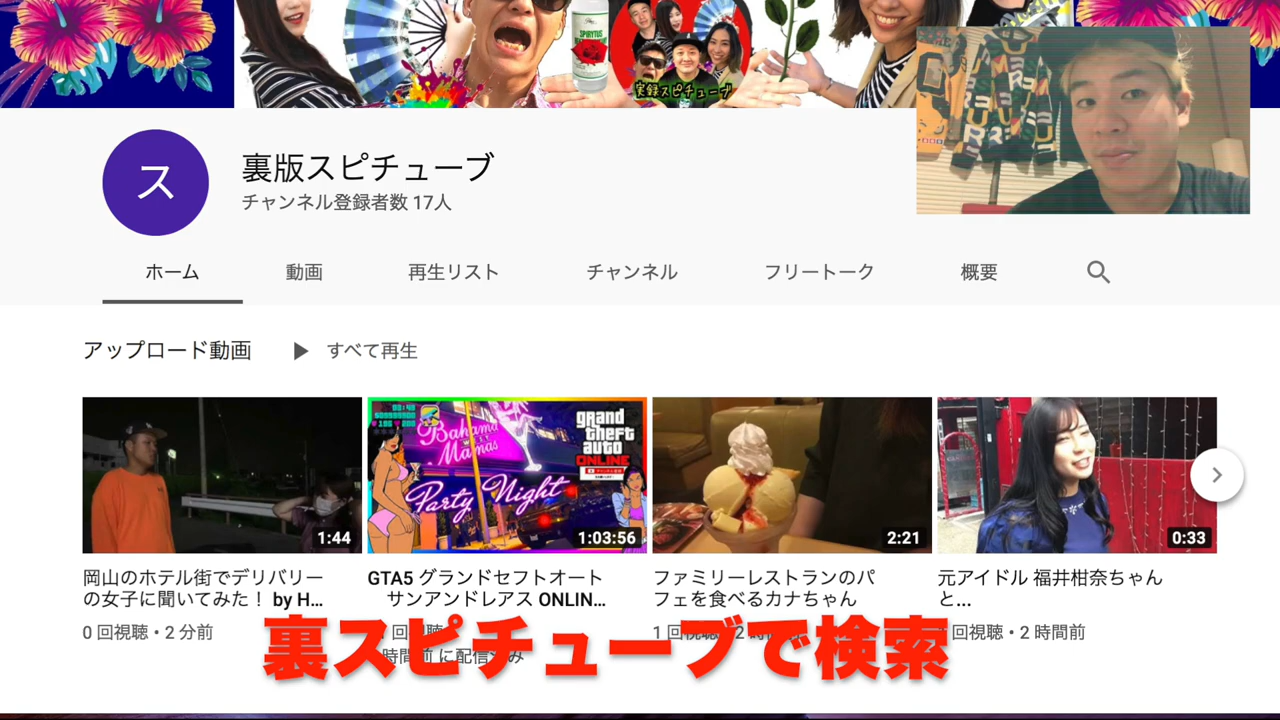 SPIRYTUS
実録スピチューブ
ス
裏版スピチューブ
チャンネル登録者数 17人
ホーム
動画
再生リスト
チャンネル
フリートーク
概要
アップロード動画
すべて再生
Bahama
Mamas
Party Night
grand
theft
auto
ONLINE
1:44
1:03:56
2:21
0:33
岡山のホテル街でデリバリー
の女子に聞いてみた! by H...
GTA5 グランドセフトオート
サンアンドレアス ONLIN...
ファミリーレストランのパ
フェを食べるカナちゃん
元アイドル 福井柑奈ちゃん
と...
0 回視聴・2 分前
回視聴・2 時間前
裏スピチューブで検索